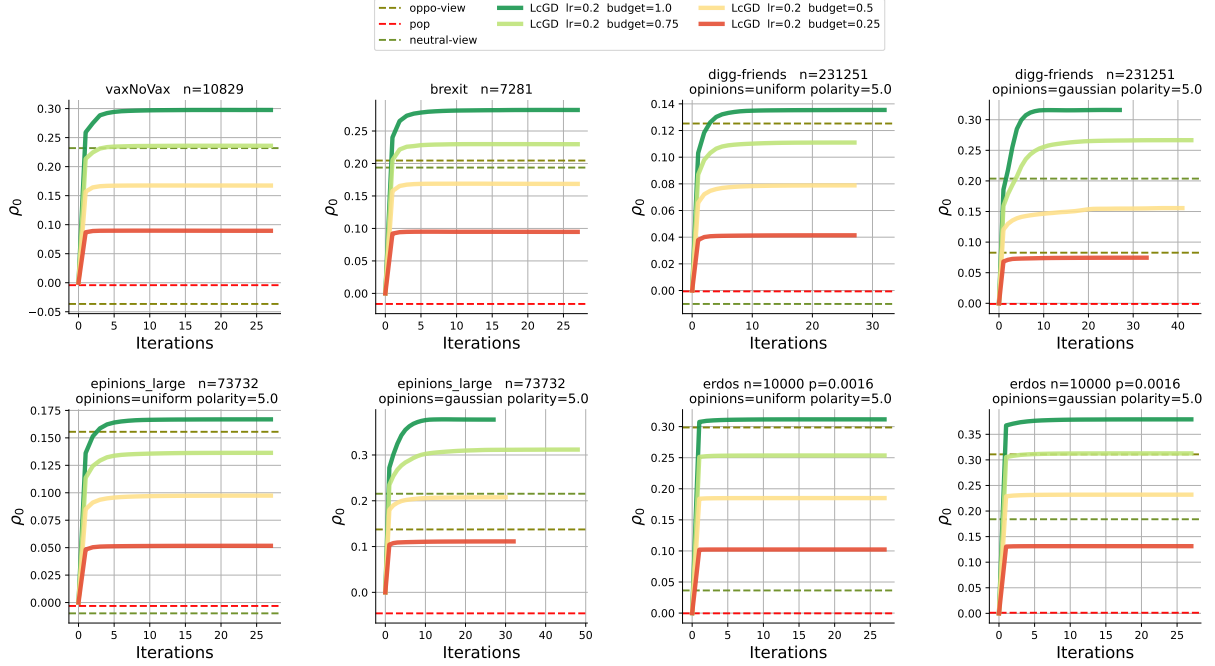 oppo-view
pop
neutral-view
LcGD lr=0.2 budget=1.0
LcGD lr=0.2 budget=0.75
LcGD lr=0.2 budget=0.5
LcGD lr=0.2 budget=0.25
vaxNoVax n=10829
0.30
0.25
0.20
0.15
0.10
0.05
0.00
−0.05
ρ0
0 5 10 15 20 25
Iterations
brexit n=7281
0.25
0.20
0.15
0.10
0.05
0.00
ρ0
0 5 10 15 20 25
Iterations
digg-friends n=231251
opinions=uniform polarity=5.0
0.14
0.12
0.10
0.08
0.06
0.04
0.02
0.00
ρ0
0 10 20 30
Iterations
digg-friends n=231251
opinions=gaussian polarity=5.0
0.30
0.25
0.20
0.15
0.10
0.05
0.00
ρ0
0 10 20 30 40
Iterations
epinions_large n=73732
opinions=uniform polarity=5.0
0.175
0.150
0.125
0.100
0.075
0.050
0.025
0.000
ρ0
0 5 10 15 20 25
Iterations
epinions_large n=73732
opinions=gaussian polarity=5.0
0.3
0.2
0.1
0.0
ρ0
0 10 20 30 40 50
Iterations
erdos n=10000 p=0.0016
opinions=uniform polarity=5.0
0.30
0.25
0.20
0.15
0.10
0.05
0.00
ρ0
0 5 10 15 20 25
Iterations
erdos n=10000 p=0.0016
opinions=gaussian polarity=5.0
0.35
0.30
0.25
0.20
0.15
0.10
0.05
0.00
ρ0
0 5 10 15 20 25
Iterations